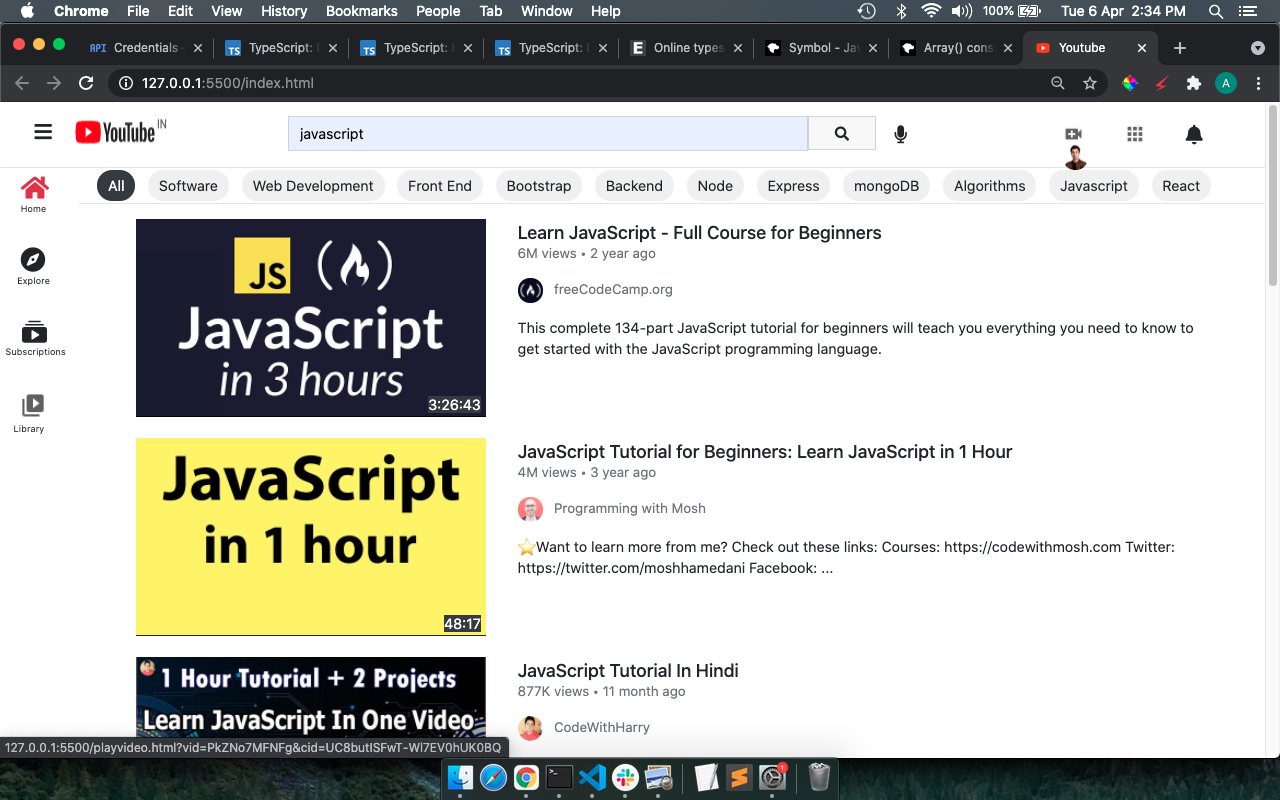 Chrome File Edit View History Bookmarks People Tab Window Help 100% Tue 6 Apr 2:34 PM
API Credentials TypeScript: TypeScript: TypeScript: E Online types Symbol - Ja Array() cons Youtube
127.0.0.1:5500/index.html A
YouTube IN javascript
All Software Web Development Front End Bootstrap Backend Node Express mongoDB Algorithms Javascript React
Home
Explore
Subscriptions
Library
JS
JavaScript
in 3 hours
3:26:43
Learn JavaScript - Full Course for Beginners
6M views • 2 year ago
freeCodeCamp.org
This complete 134-part JavaScript tutorial for beginners will teach you everything you need to know to
get started with the JavaScript programming language.
JavaScript
in 1 hour
48:17
JavaScript Tutorial for Beginners: Learn JavaScript in 1 Hour
4M views • 3 year ago
Programming with Mosh
⭐Want to learn more from me? Check out these links: Courses: https://codewithmosh.com Twitter:
https://twitter.com/moshhamedani Facebook: ...
1 Hour Tutorial + 2 Projects
Learn JavaScript In One Video
JavaScript Tutorial In Hindi
877K views • 11 month ago
CodeWithHarry
127.0.0.1:5500/playvideo.html?vid=PkZNo7MFNFg&cid=UC8butISFwT-Wl7EV0hUK0BQ
1